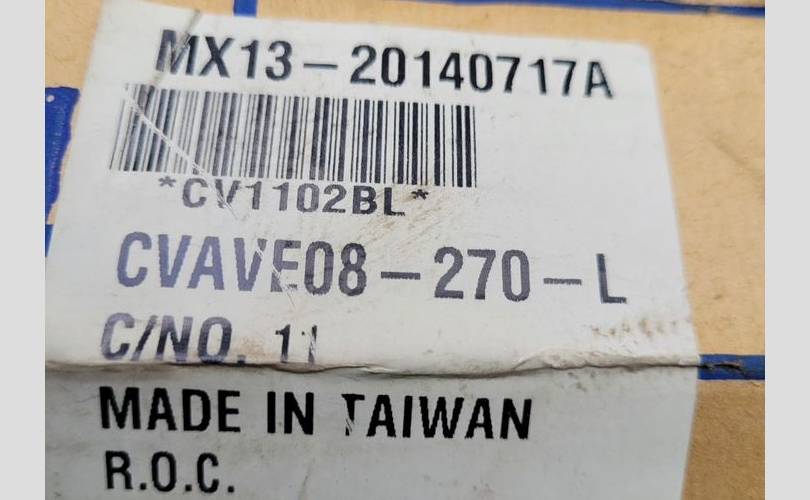 MX13-20140717A
*CV1102BL*
CVAVE08-270-L
C/NO. 11
MADE IN TAIWAN
R.O.C.